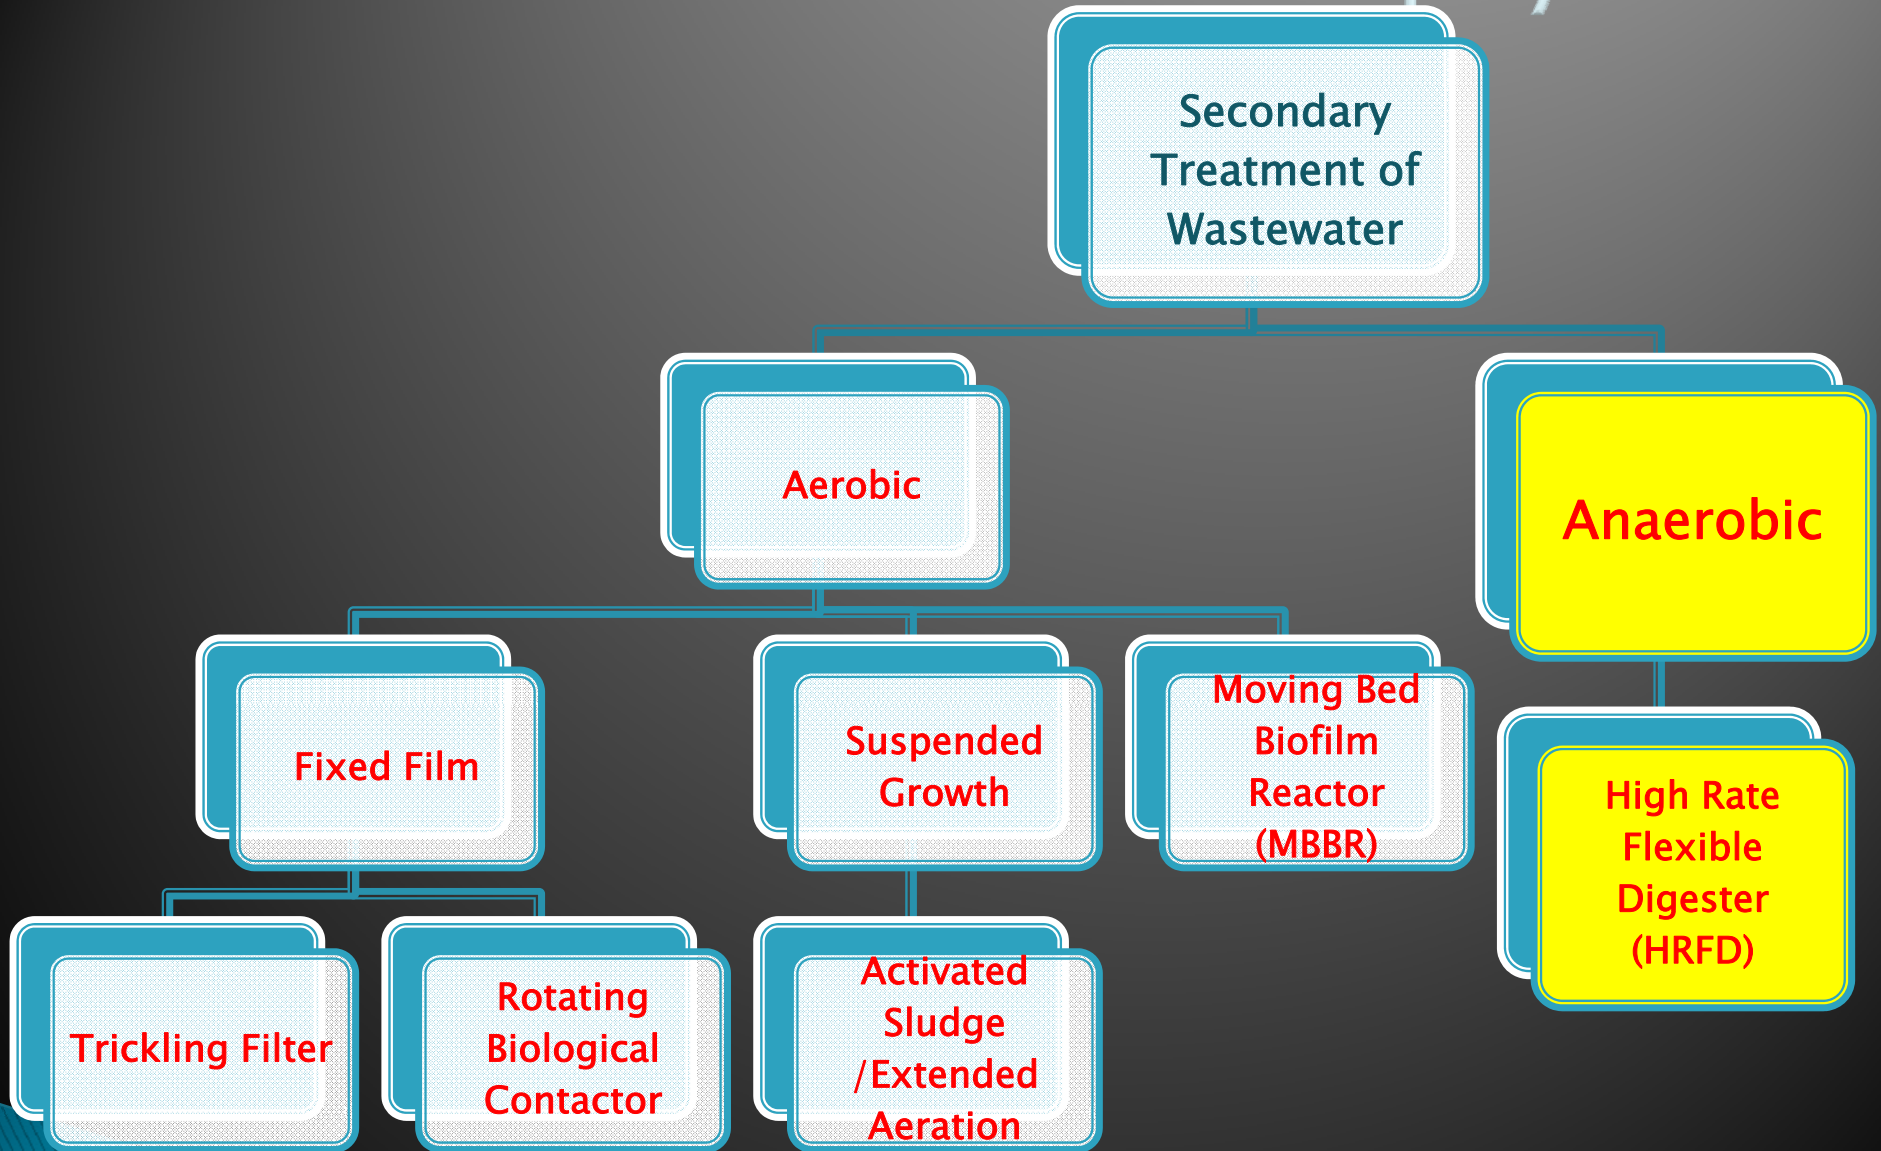 Secondary
Treatment of
Wastewater
Aerobic
Anaerobic
Fixed Film
Suspended
Growth
Moving Bed
Biofilm
Reactor
(MBBR)
High Rate
Flexible
Digester
(HRFD)
Trickling Filter
Rotating
Biological
Contactor
Activated
Sludge
/Extended
Aeration